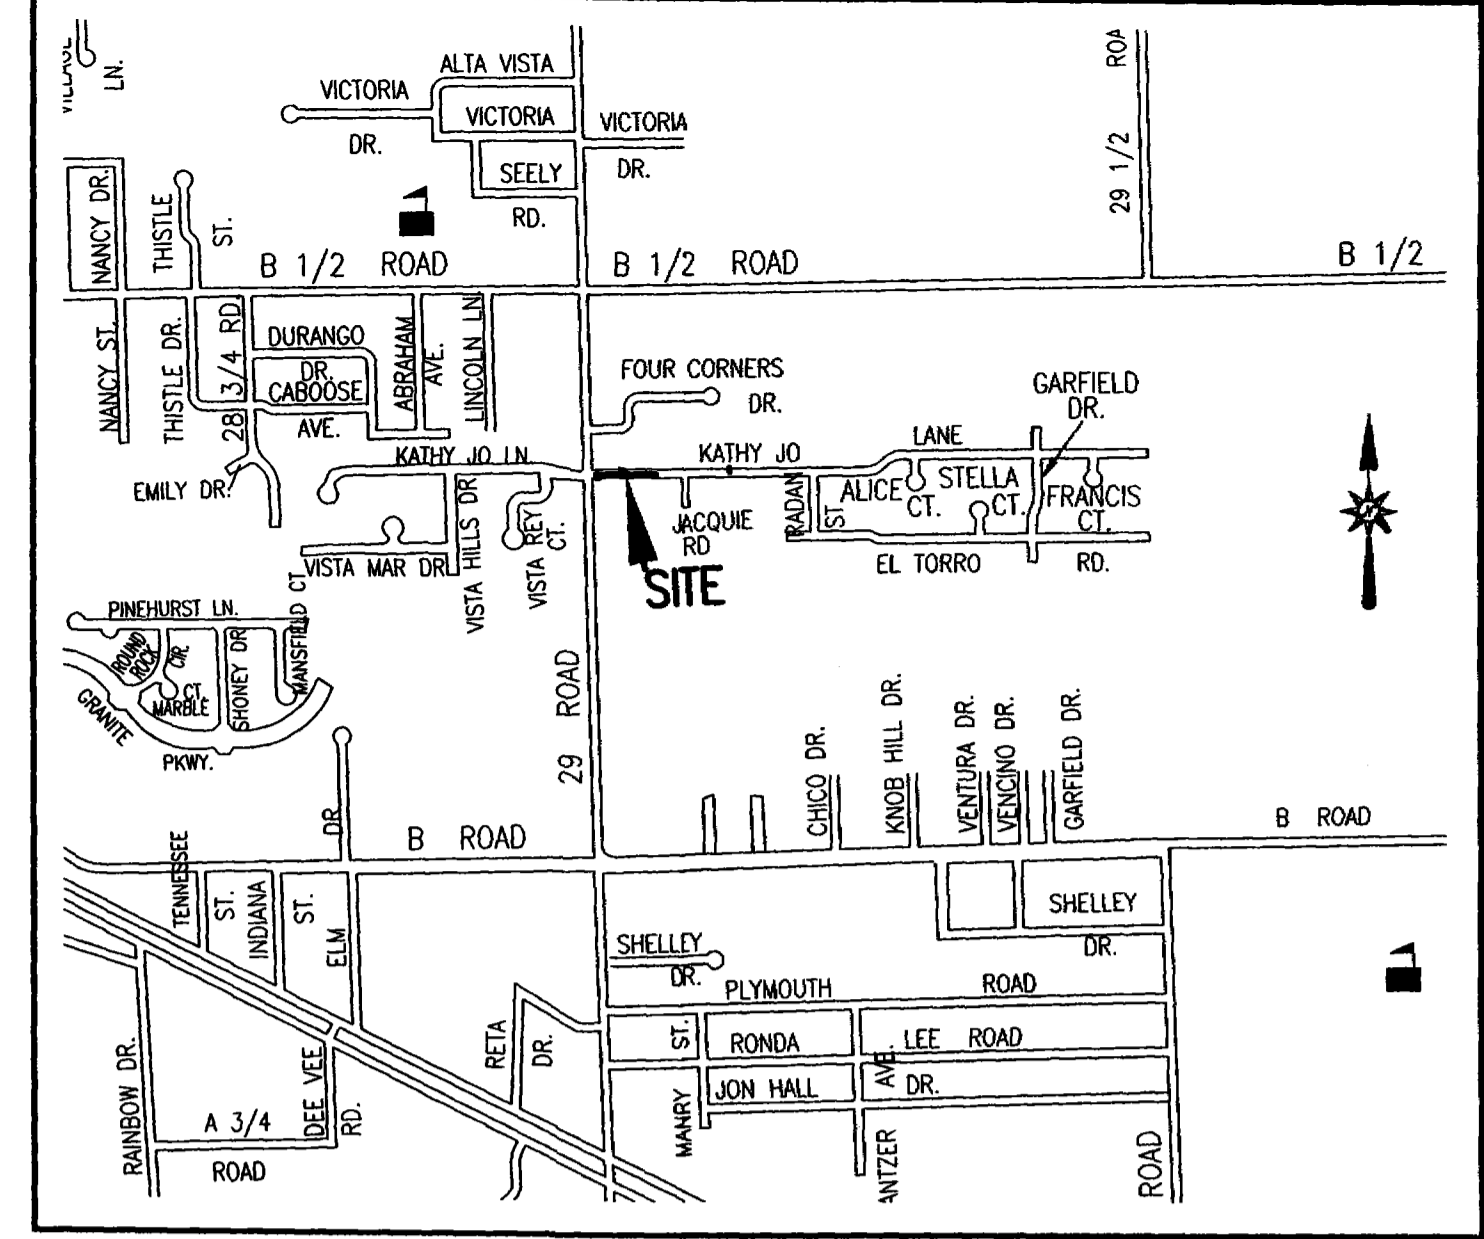 VILLAGE
LN.
ALTA VISTA
VICTORIA
DR.
VICTORIA
VICTORIA
DR.
SEELY
RD.
29 1/2 ROA
NANCY DR.
THISTLE
ST.
B 1/2 ROAD
B 1/2 ROAD
B 1/2
NANCY ST.
THISTLE DR.
28 3/4 RD.
DURANGO
DR.
CABOOSE
AVE.
ABRAHAM
AVE.
LINCOLN LN.
FOUR CORNERS
DR.
GARFIELD
DR.
EMILY DR.
KATHY JO LN.
KATHY JO
LANE
VISTA HILLS DR.
VISTA REY
CT.
VISTA MAR DR.
JACQUIE
RD
RADAN
ST.
ALICE
CT.
STELLA
CT.
FRANCIS
CT.
EL TORRO
RD.
SITE
N
PINEHURST LN.
ROUND
ROCK
CIR.
CT.
MARBLE
SHONEY DR
MANSFIELD CT
GRANITE
PKWY.
29 ROAD
CHICO DR.
KNOB HILL DR.
VENTURA DR.
VENCINO DR.
GARFIELD DR.
DR.
B ROAD
B ROAD
TENNESSEE
ST.
INDIANA
ST.
ELM
SHELLEY
DR.
SHELLEY
DR.
PLYMOUTH ROAD
RETA
DR.
ST.
MANRY
RONDA LEE ROAD
JON HALL DR.
AVE.
ANTZER
RAINBOW DR.
A 3/4
ROAD
DEE VEE
RD.
ROAD